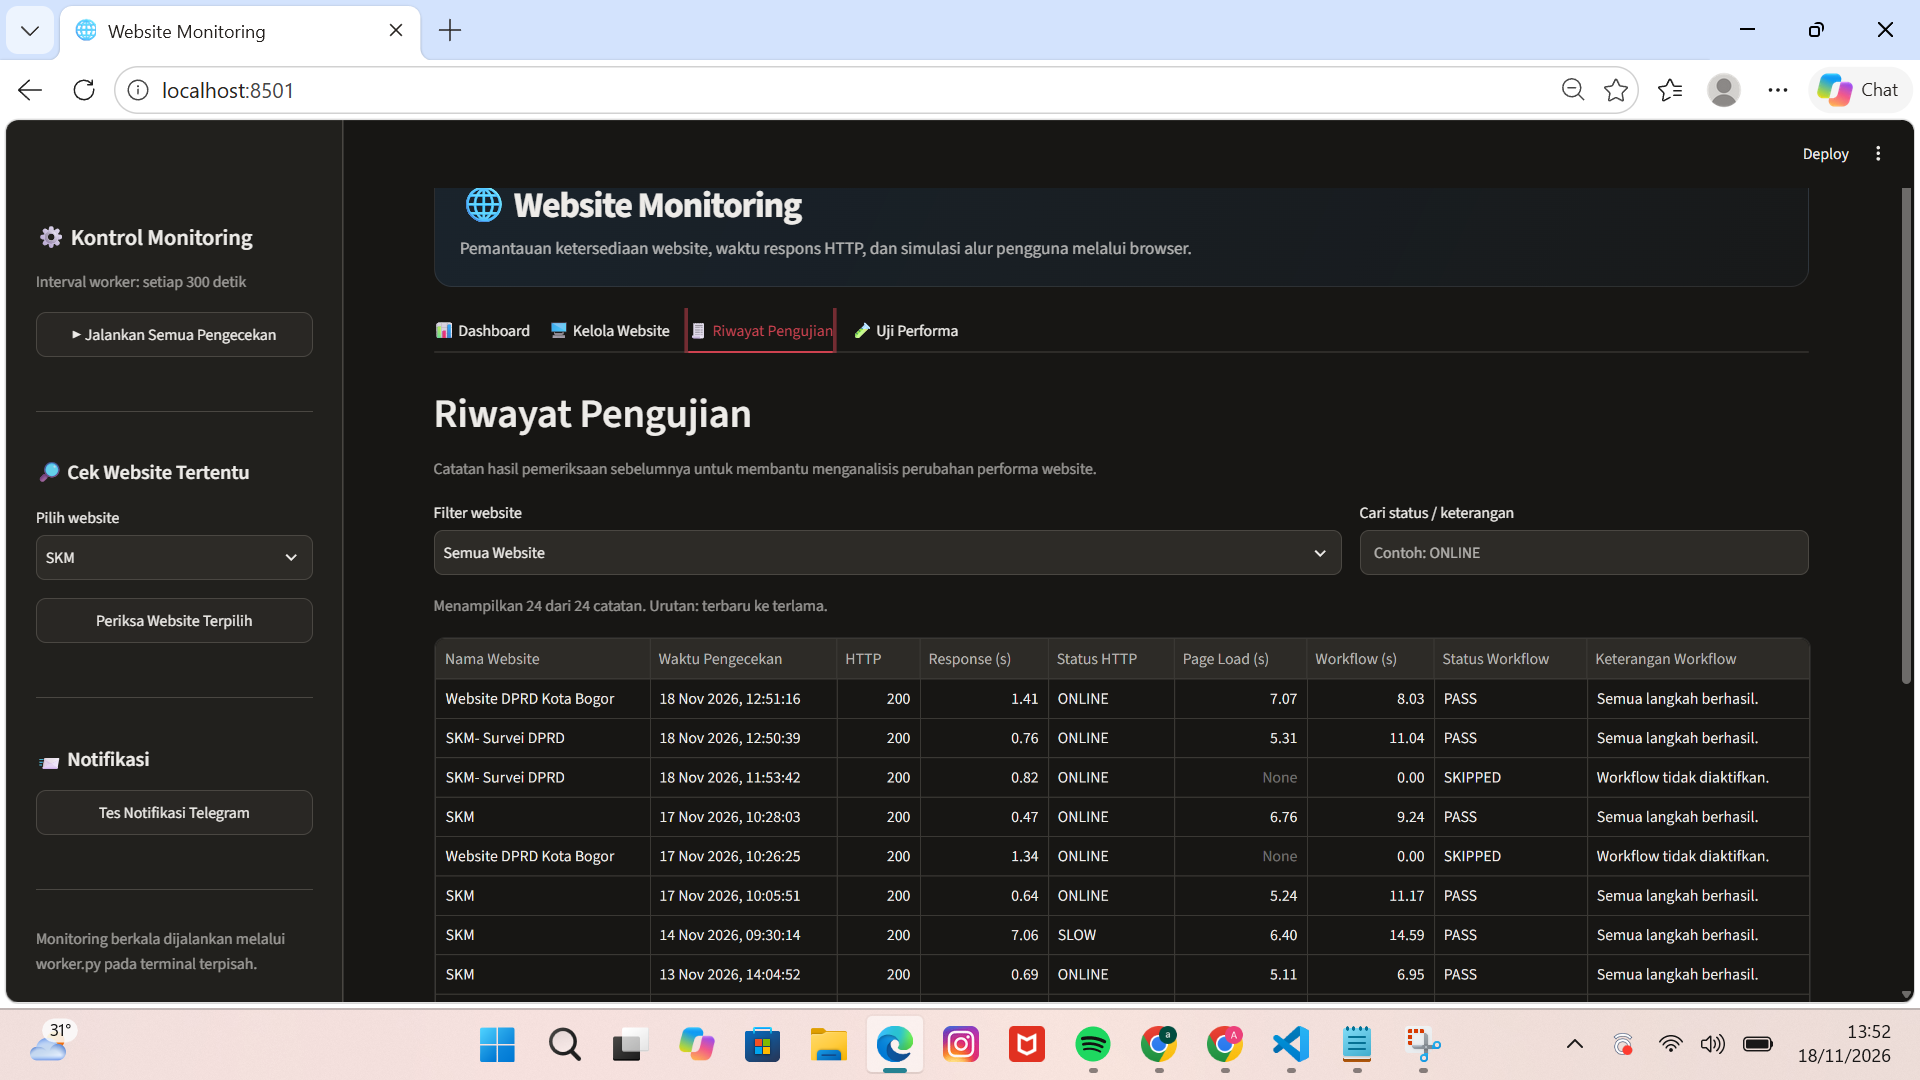 Website Monitoring
localhost:8501
Chat
Deploy
Kontrol Monitoring
Interval worker: setiap 300 detik
Jalankan Semua Pengecekan
Cek Website Tertentu
Pilih website
SKM
Periksa Website Terpilih
Notifikasi
Tes Notifikasi Telegram
Monitoring berkala dijalankan melalui
worker.py pada terminal terpisah.
Website Monitoring
Pemantauan ketersediaan website, waktu respons HTTP, dan simulasi alur pengguna melalui browser.
Dashboard Kelola Website Riwayat Pengujian Uji Performa
Riwayat Pengujian
Catatan hasil pemeriksaan sebelumnya untuk membantu menganalisis perubahan performa website.
Filter website Cari status / keterangan
Semua Website Contoh: ONLINE
Menampilkan 24 dari 24 catatan. Urutan: terbaru ke terlama.
Nama Website Waktu Pengecekan HTTP Response (s) Status HTTP Page Load (s) Workflow (s) Status Workflow Keterangan Workflow
Website DPRD Kota Bogor 18 Nov 2026, 12:51:16 200 1.41 ONLINE 7.07 8.03 PASS Semua langkah berhasil.
SKM- Survei DPRD 18 Nov 2026, 12:50:39 200 0.76 ONLINE 5.31 11.04 PASS Semua langkah berhasil.
SKM- Survei DPRD 18 Nov 2026, 11:53:42 200 0.82 ONLINE None 0.00 SKIPPED Workflow tidak diaktifkan.
SKM 17 Nov 2026, 10:28:03 200 0.47 ONLINE 6.76 9.24 PASS Semua langkah berhasil.
Website DPRD Kota Bogor 17 Nov 2026, 10:26:25 200 1.34 ONLINE None 0.00 SKIPPED Workflow tidak diaktifkan.
SKM 17 Nov 2026, 10:05:51 200 0.64 ONLINE 5.24 11.17 PASS Semua langkah berhasil.
SKM 14 Nov 2026, 09:30:14 200 7.06 SLOW 6.40 14.59 PASS Semua langkah berhasil.
SKM 13 Nov 2026, 14:04:52 200 0.69 ONLINE 5.11 6.95 PASS Semua langkah berhasil.
31°
13:52
18/11/2026